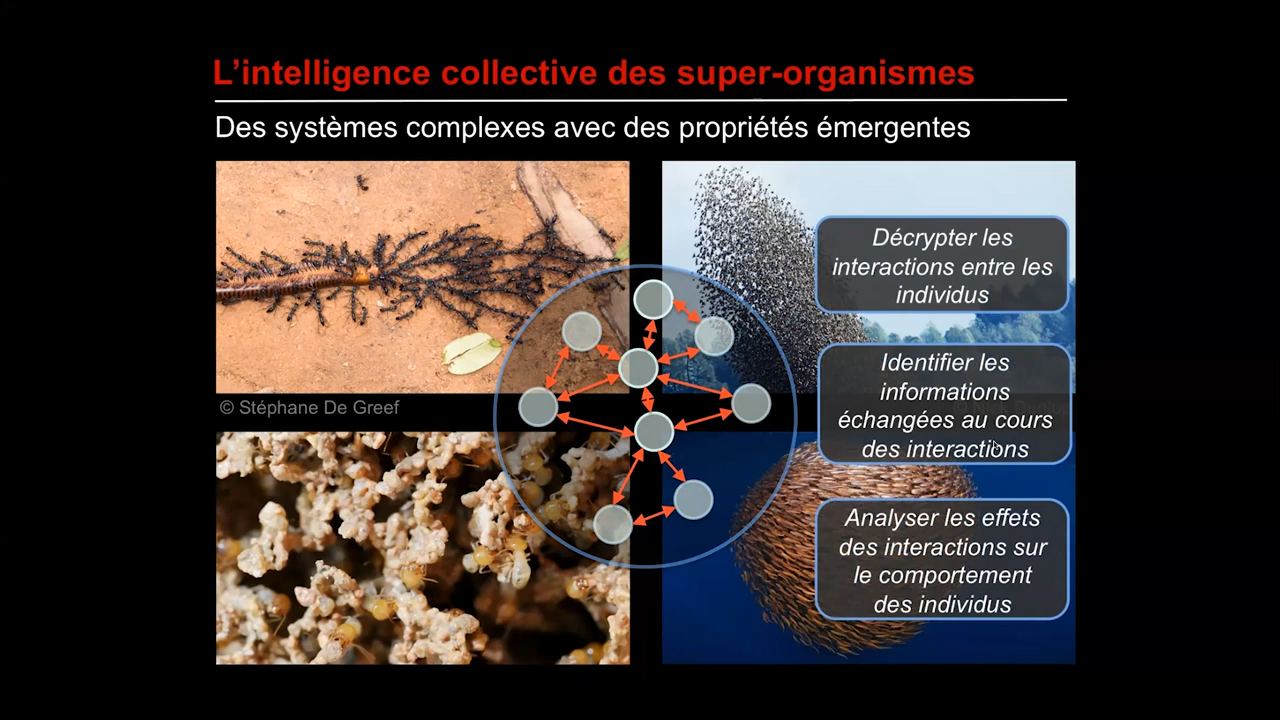 L’intelligence collective des super-organismes
Des systèmes complexes avec des propriétés émergentes
Décrypter les
interactions entre les
individus
Identifier les
informations
échangées au cours
des interactions
© Stéphane De Greef
Analyser les effets
des interactions sur
le comportement
des individus